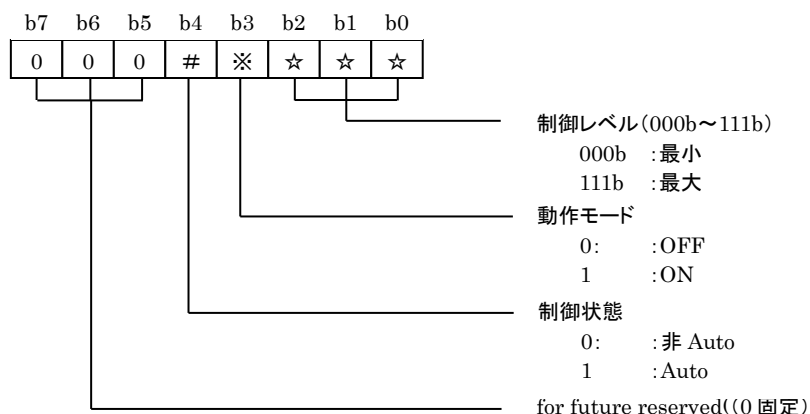 b7 b6 b5 b4 b3 b2 b1 b0
0 0 0 # ※ ☆ ☆ ☆
制御レベル(000b～111b)
000b :最小
111b :最大
動作モード
0: :OFF
1 :ON
制御状態
0: :非 Auto
1 :Auto
for future reserved((0 固定)